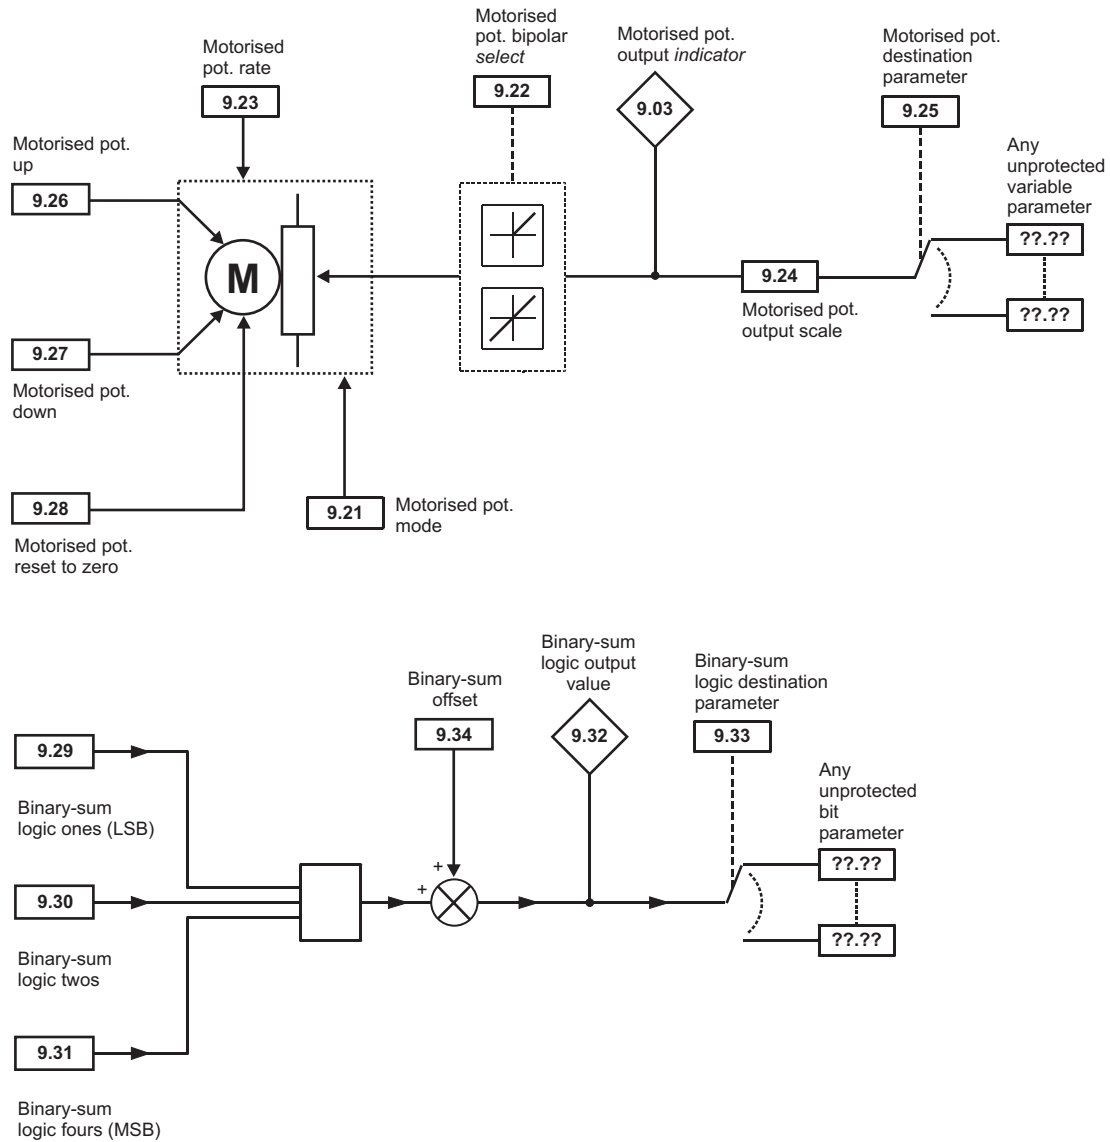 Motorised
pot. bipolar
select
9.22
Motorised pot.
output indicator
9.03
Motorised pot.
destination
parameter
9.25
Motorised
pot. rate
9.23
Any
unprotected
variable
parameter
??.??
??.??
Motorised pot.
up
9.26
M
9.24
Motorised pot.
output scale
9.27
Motorised pot.
down
9.28
Motorised pot.
reset to zero
9.21
Motorised pot.
mode
Binary-sum
logic output
value
9.32
Binary-sum
logic destination
parameter
9.33
Binary-sum
offset
9.34
9.29
Binary-sum
logic ones (LSB)
Any
unprotected
bit
parameter
??.??
??.??
+
+
9.30
Binary-sum
logic twos
9.31
Binary-sum
logic fours (MSB)